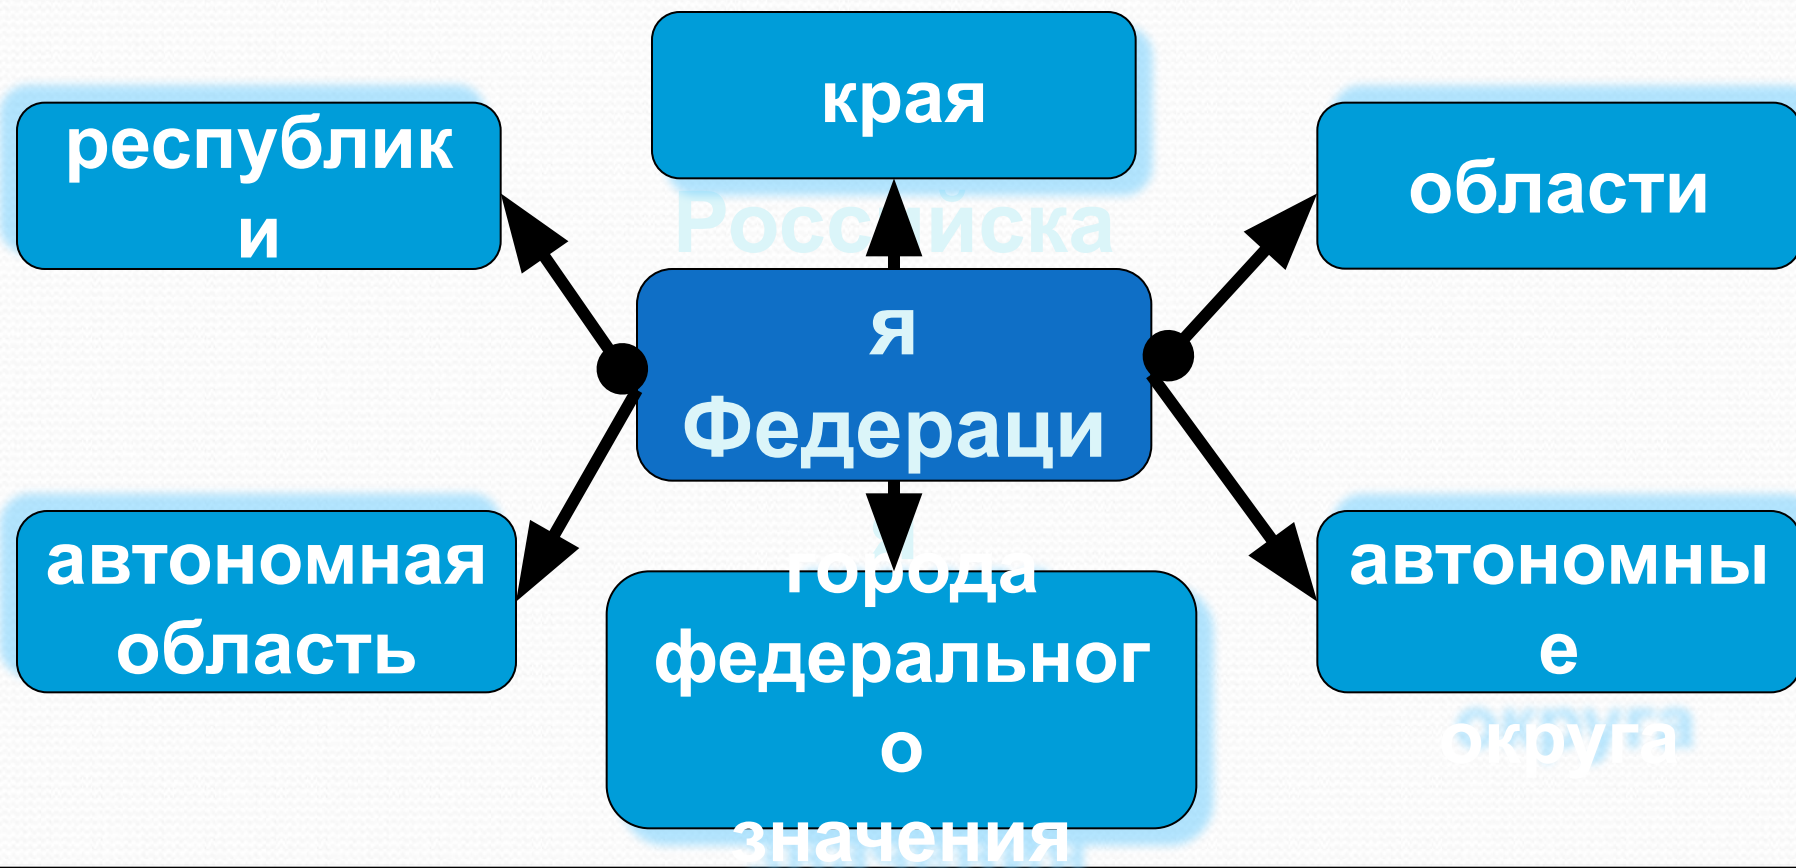 края
республик
и
области
Российска
я
Федераци
я
автономная
область
города
федеральног
о
значения
автономны
е
округа